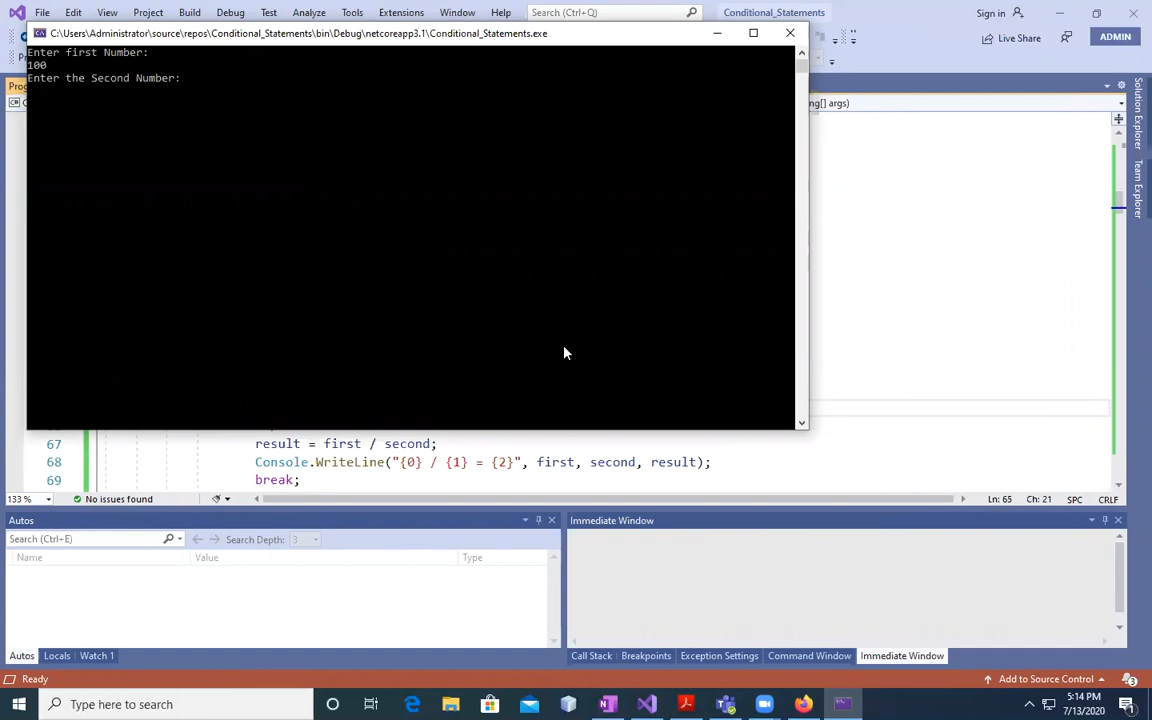 File Edit View Project Build Debug Test Analyze Tools Extensions Window Help Search (Ctrl+Q) Conditional_Statements Sign in
C:\Users\Administrator\source\repos\Conditional_Statements\bin\Debug\netcoreapp3.1\Conditional_Statements.exe
Live Share ADMIN
Enter first Number:
100
Enter the Second Number:
ng[] args)
Solution Explorer
Team Explorer
67 result = first / second;
68 Console.WriteLine("{0} / {1} = {2}", first, second, result);
69 break;
133 % No issues found Ln: 65 Ch: 21 SPC CRLF
Autos Immediate Window
Search (Ctrl+E) Search Depth: 3
Name Value Type
Autos Locals Watch 1 Call Stack Breakpoints Exception Settings Command Window Immediate Window
Ready Add to Source Control 3
Type here to search
5:14 PM
7/13/2020
1